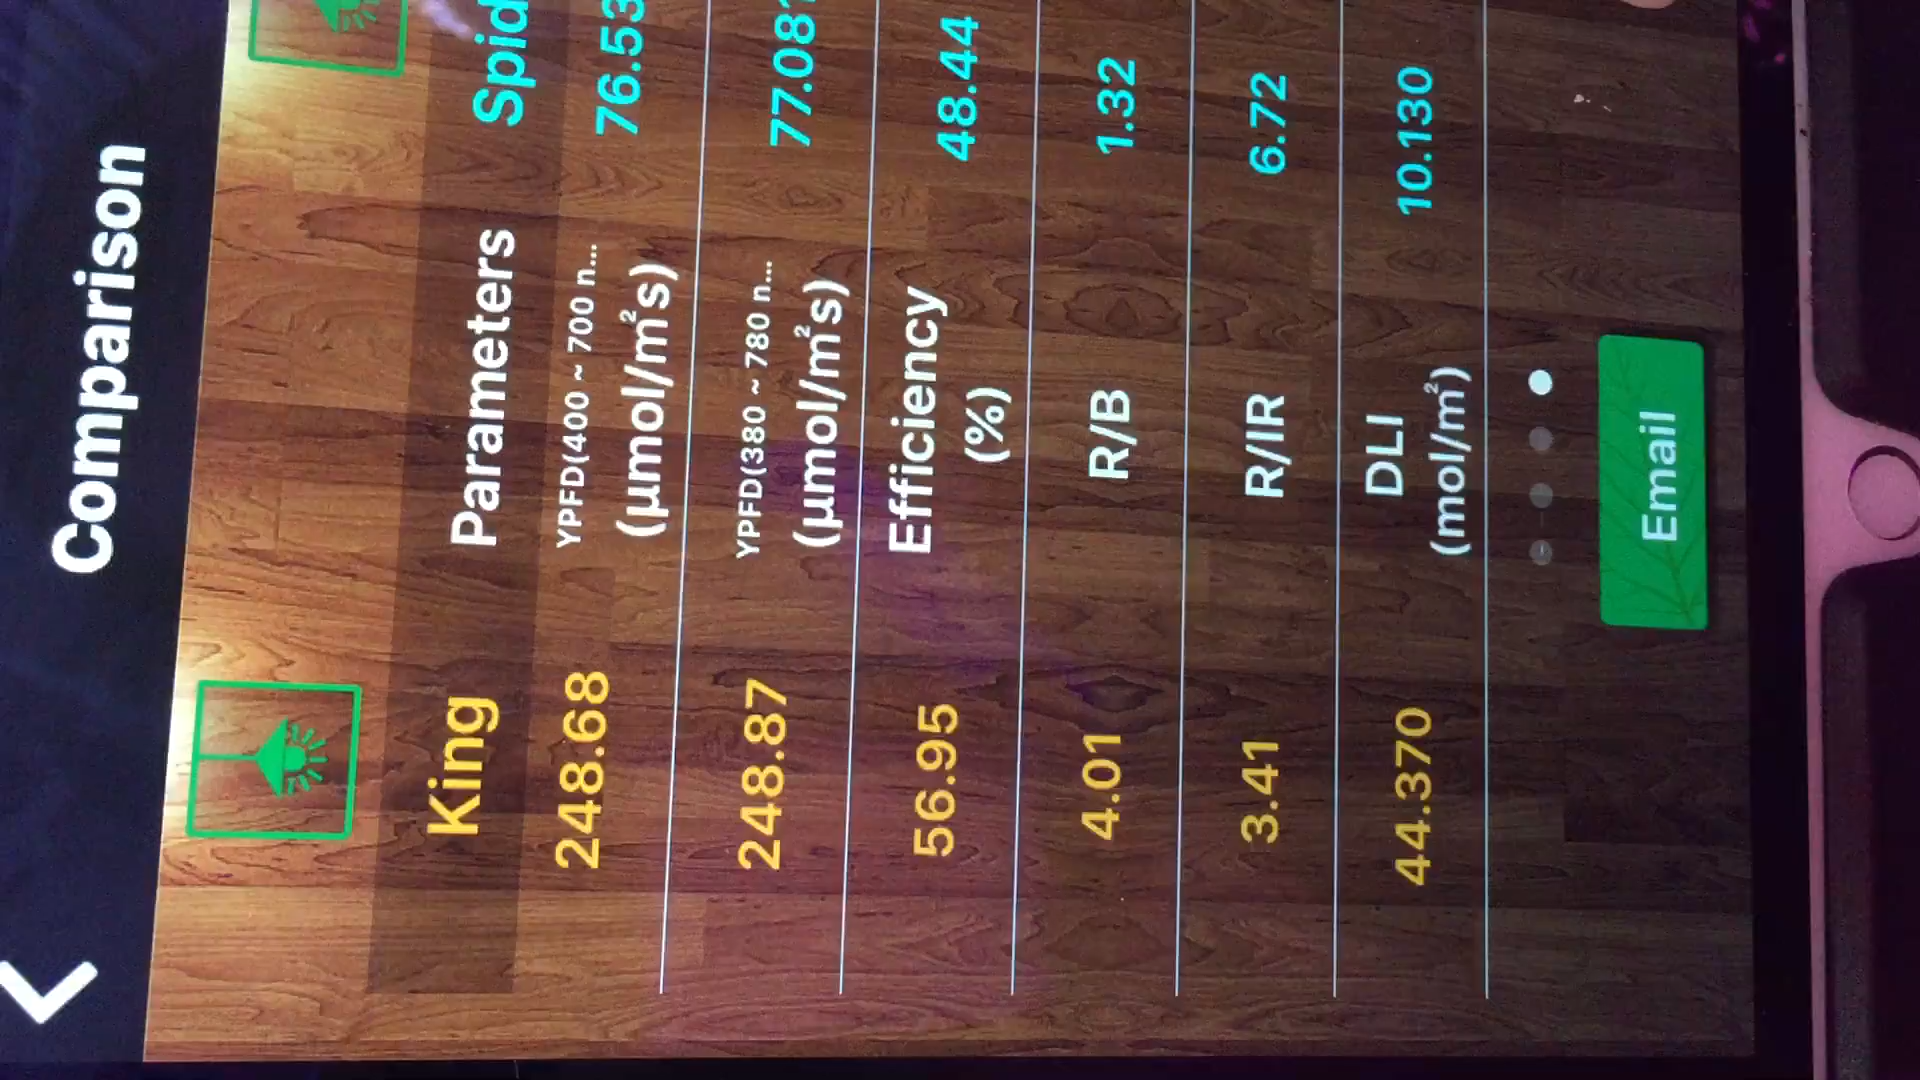 Comparison
King Parameters Spid
248.68 YPFD(400 ~ 700 n... 76.53
(μmol/m²s)
248.87 YPFD(380 ~ 780 n... 77.081
(μmol/m²s)
56.95 Efficiency 48.44
(%)
4.01 R/B 1.32
3.41 R/IR 6.72
44.370 DLI 10.130
(mol/m²)
Email